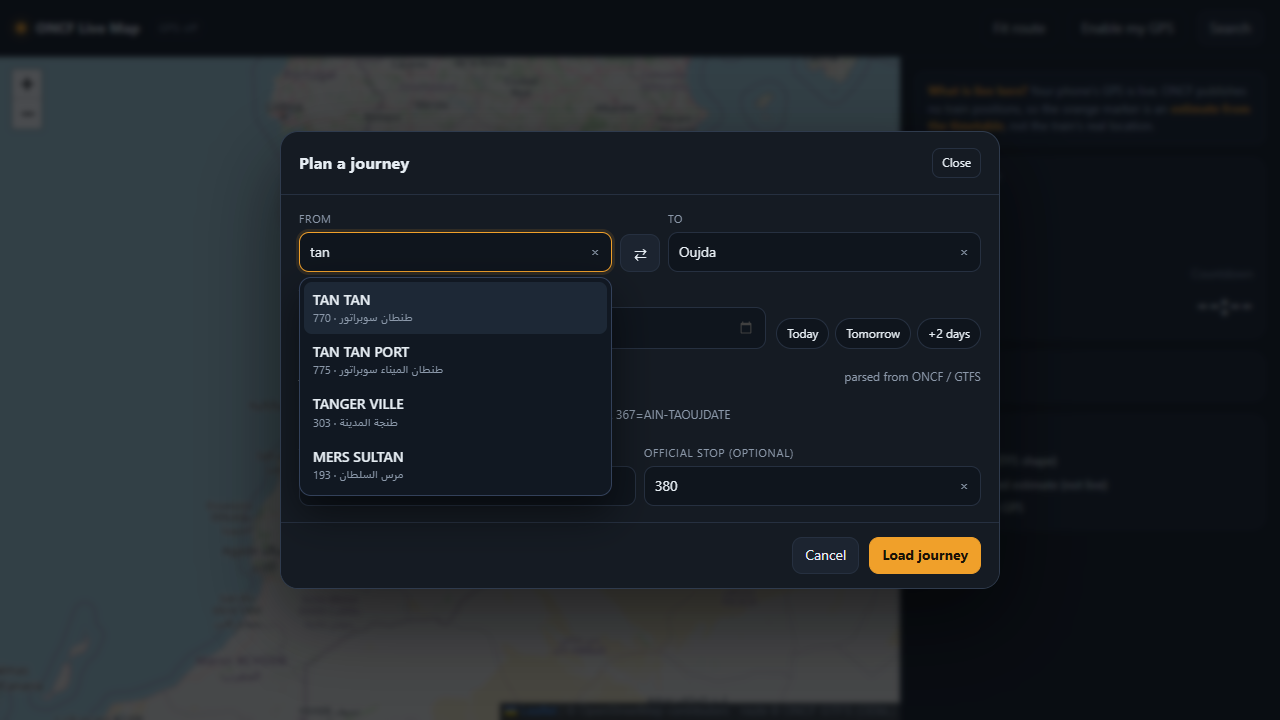 ONCF Live Map
Fit route
Enable my GPS
Search
Plan a journey
Close
FROM
TO
tan
×
⇄
Oujda
×
TAN TAN
770 · طنطان سوبراتور
TAN TAN PORT
775 · طنطان الميناء سوبراتور
TANGER VILLE
303 · طنجة المدينة
MERS SULTAN
193 · مرس السلطان
Today
Tomorrow
+2 days
parsed from ONCF / GTFS
367=AIN-TAOUJDATE
OFFICIAL STOP (OPTIONAL)
380
×
Cancel
Load journey